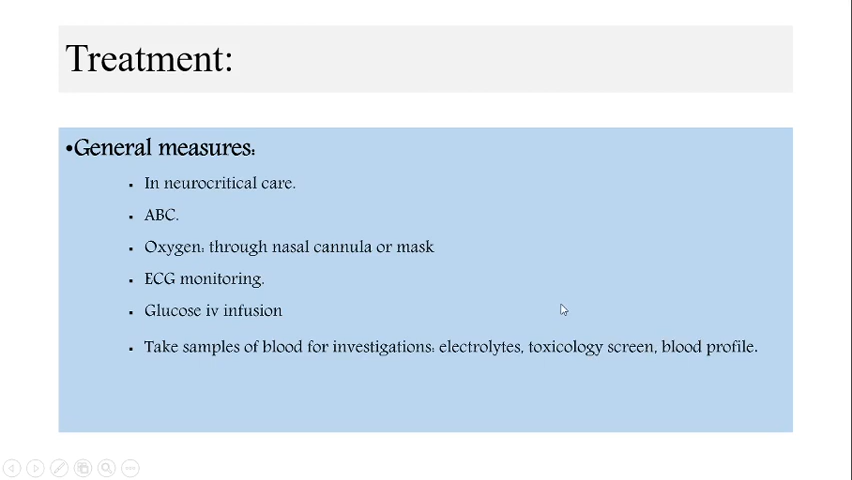 Treatment:
•General measures:
▪ In neurocritical care.
▪ ABC.
▪ Oxygen: through nasal cannula or mask
▪ ECG monitoring.
▪ Glucose iv infusion
▪ Take samples of blood for investigations: electrolytes, toxicology screen, blood profile.